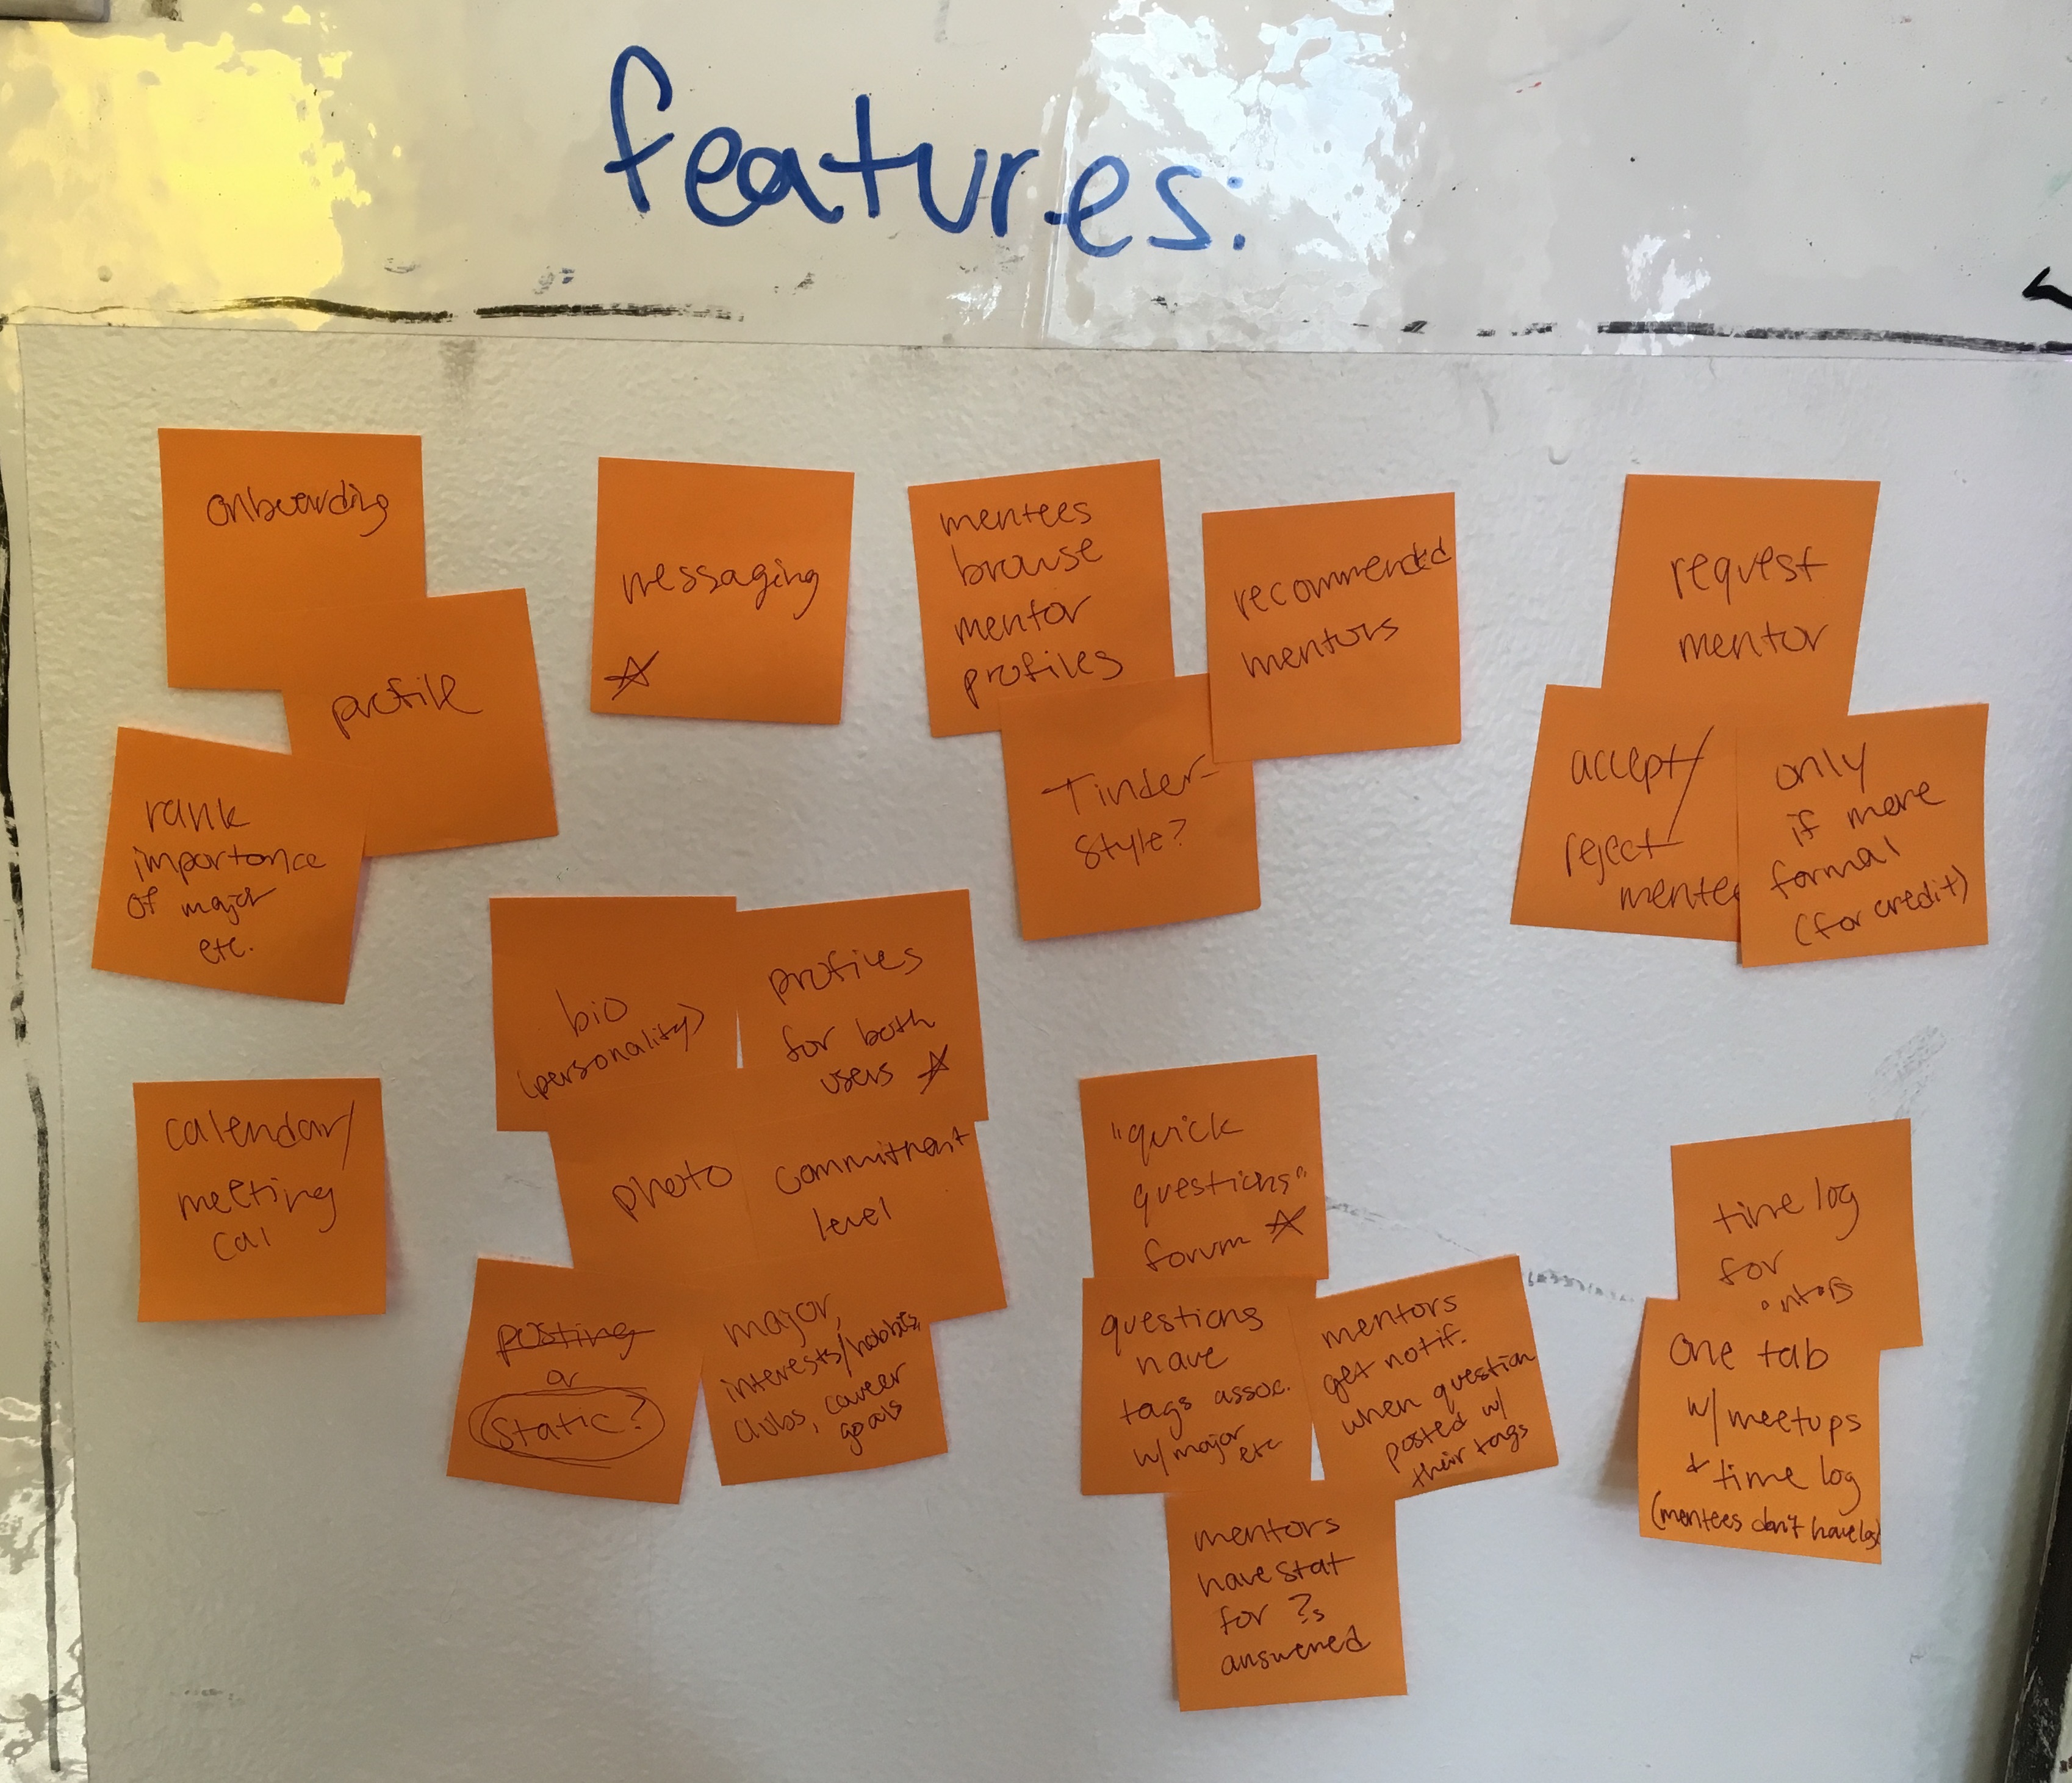 features:
onboarding
profile
rank
importance
of major
etc.
messaging
mentees
browse
mentor
profiles
recommended
mentors
Tinder-
style?
request
mentor
accept/
reject
mentee
only
if more
formal
(for credit)
calendar/
meeting
cal
bio
(personality)
profiles
for both
users
photo
commitment
level
posting
or
static?
major,
interests/hobbies,
clubs, career
goals
"quick
questions"
forum
questions
have
tags assoc.
w/ major
etc
mentors
get notif.
when question
posted w/
their tags
mentors
have stat
for ?s
answered
time log
for
one tab
w/ meetups
+ time log
(mentees don't have log)